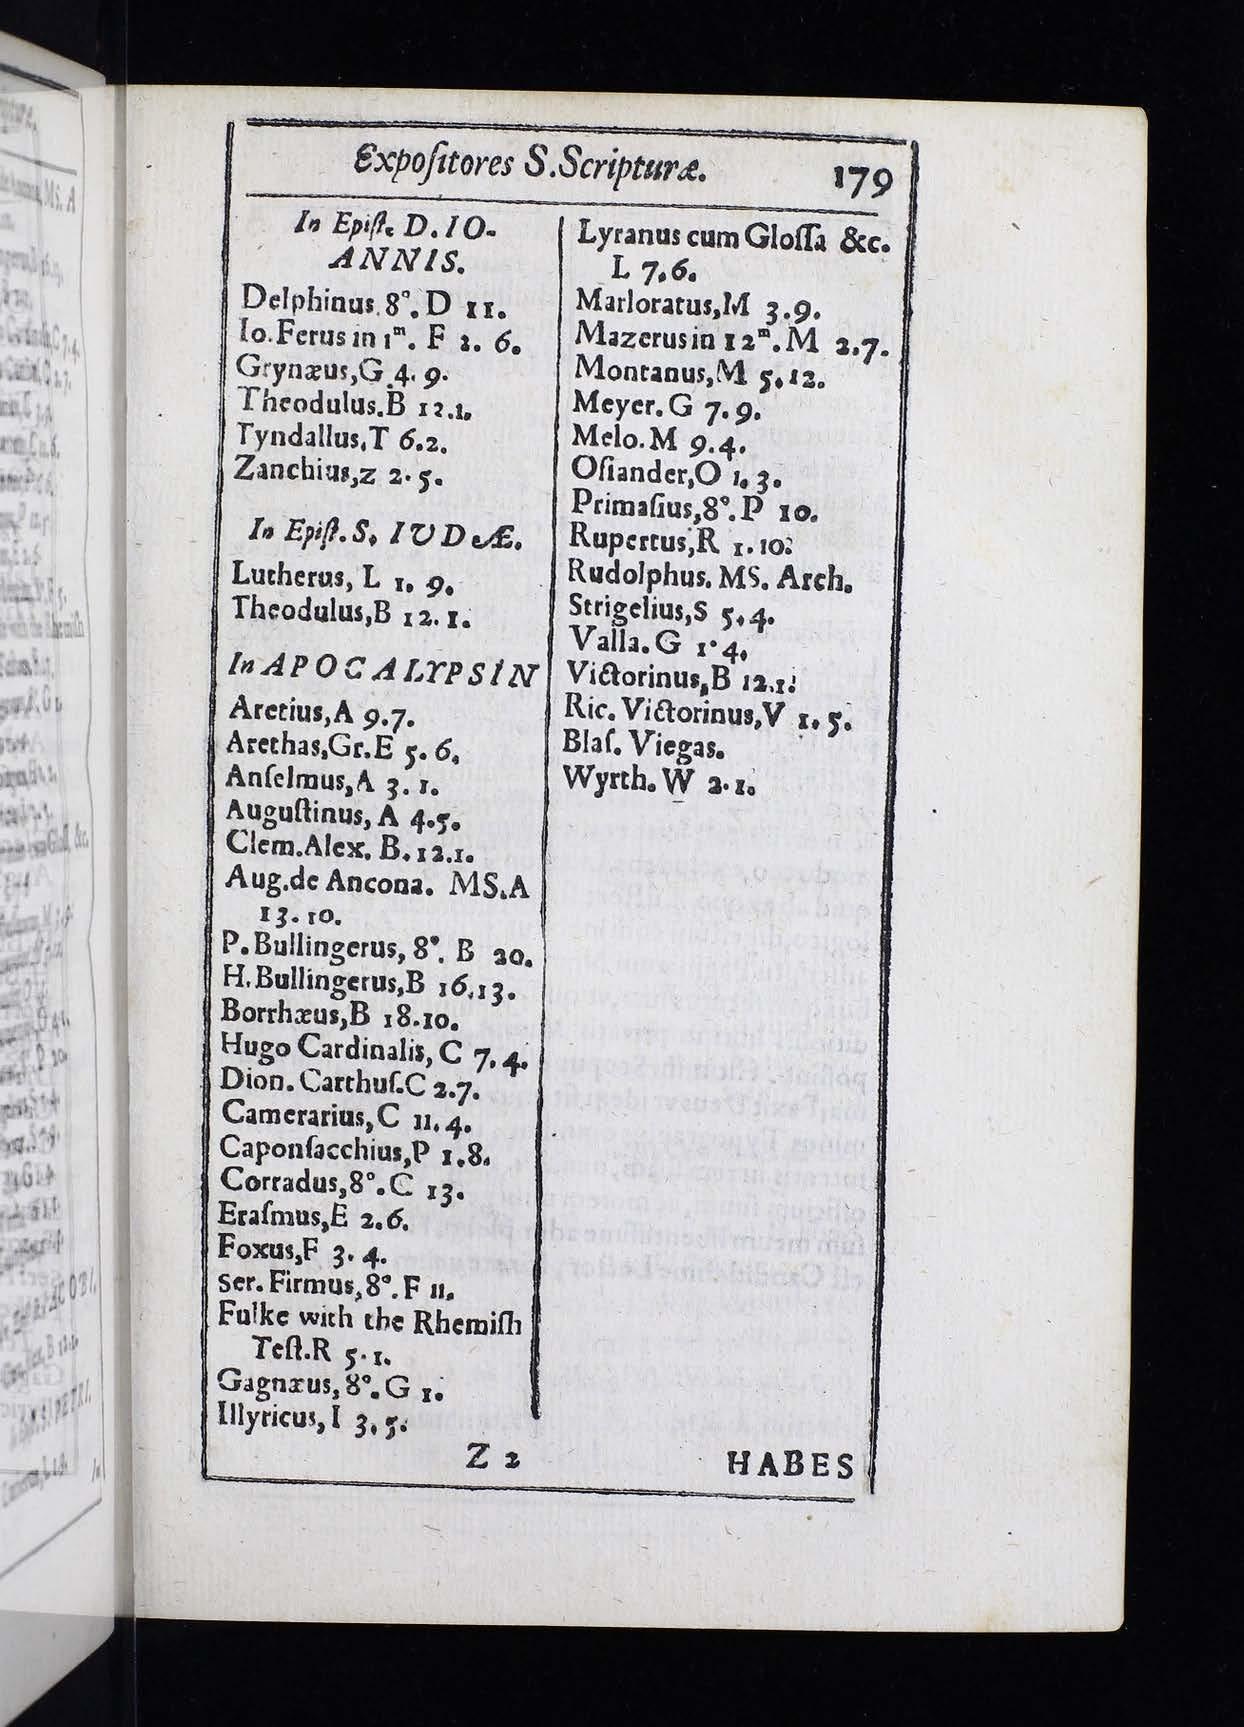 Expoſitores S.Scripturæ. 179
In Epiſt. D. IO-
ANNIS.
Delphinus. 8°. D 11.
Io. Ferus in 1ᵐ. F 2. 6.
Grynæus,G 4. 9.
Theodulus.B 12.1.
Tyndallus,T 6.2.
Zanchius,z 2. 5.
In Epiſt. S. IUDÆ.
Lutherus, L 1. 9.
Theodulus,B 12. 1.
In APOCALYPSIN
Aretius,A 9.7.
Arethas,Gr.E 5. 6.
Anſelmus,A 3. 1.
Auguſtinus, A 4.5.
Clem.Alex. B.12.1.
Aug.de Ancona. MS.A
13. 10.
P.Bullingerus, 8°. B 20.
H.Bullingerus,B 16.13.
Borrhæus,B 18.10.
Hugo Cardinalis, C 7. 4.
Dion. Carthuſ.C 2.7.
Camerarius,C 11. 4.
Caponſacchius,P 1.8.
Corradus,8°.C 13.
Eraſmus,E 2.6.
Foxus,F 3. 4.
Ser. Firmus,8°. F 11.
Fulke with the Rhemiſh
Teſt.R 5. 1.
Gagnæus, 8°. G 1.
Illyricus, I 3. 5.
Lyranus cum Gloſſa &c.
L 7.6.
Marloratus,M 3.9.
Mazerus in 12ᵐ. M 2.7.
Montanus,M 5.12.
Meyer. G 7.9.
Melo. M 9.4.
Oſiander,O 1. 3.
Primaſius,8°. P 10.
Rupertus,R 1.10.
Rudolphus. MS. Arch.
Strigelius,S 5.4.
Valla. G 1.4.
Victorinus,B 12.1.
Ric. Victorinus,V 1. 5.
Blaſ. Viegas.
Wyrth. W 2.1.
Z 2 HABES